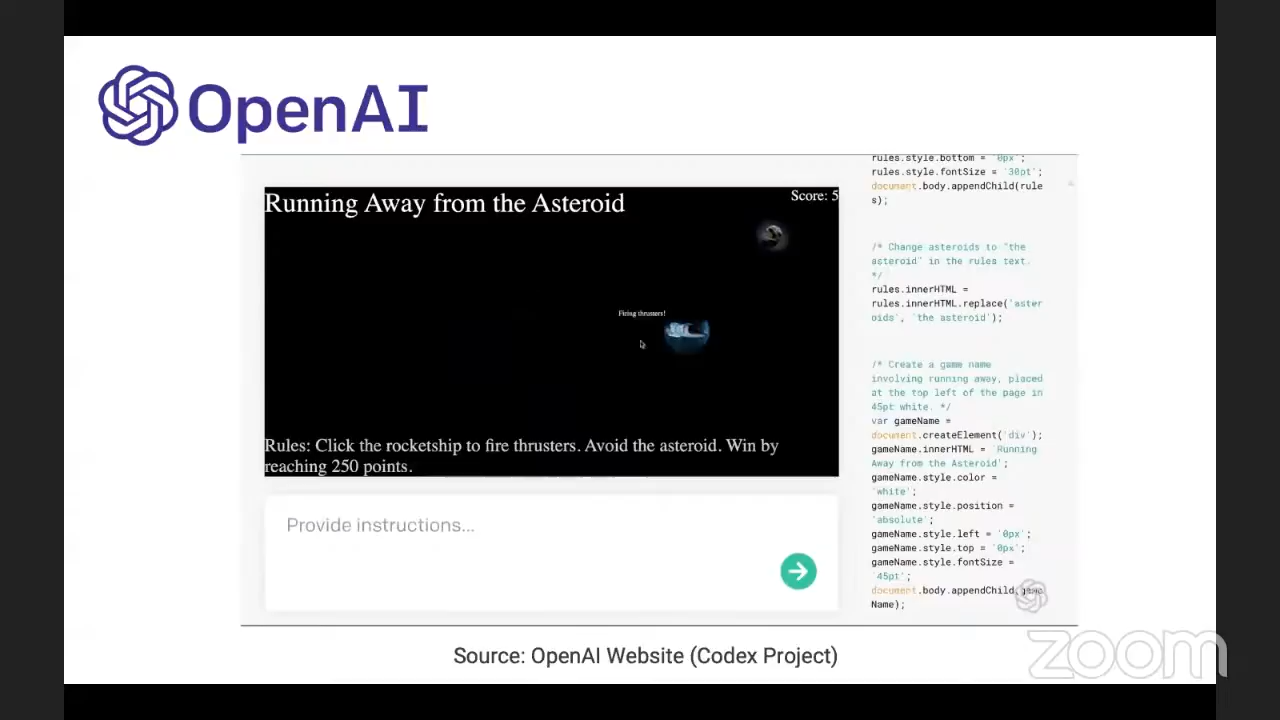 OpenAI
Running Away from the Asteroid
Score: 5
Firing thrusters!
Rules: Click the rocketship to fire thrusters. Avoid the asteroid. Win by
reaching 250 points.
Provide instructions...
rules.style.bottom = '0px';
rules.style.fontSize = '30pt';
document.body.appendChild(rule
s);
/* Change asteroids to "the
asteroid" in the rules text.
*/
rules.innerHTML =
rules.innerHTML.replace('aster
oids', 'the asteroid');
/* Create a game name
involving running away, placed
at the top left of the page in
45pt white. */
var gameName =
document.createElement('div');
gameName.innerHTML = 'Running
Away from the Asteroid';
gameName.style.color =
'white';
gameName.style.position =
'absolute';
gameName.style.left = '0px';
gameName.style.top = '0px';
gameName.style.fontSize =
'45pt';
document.body.appendChild(game
Name);
Source: OpenAI Website (Codex Project)
zoom